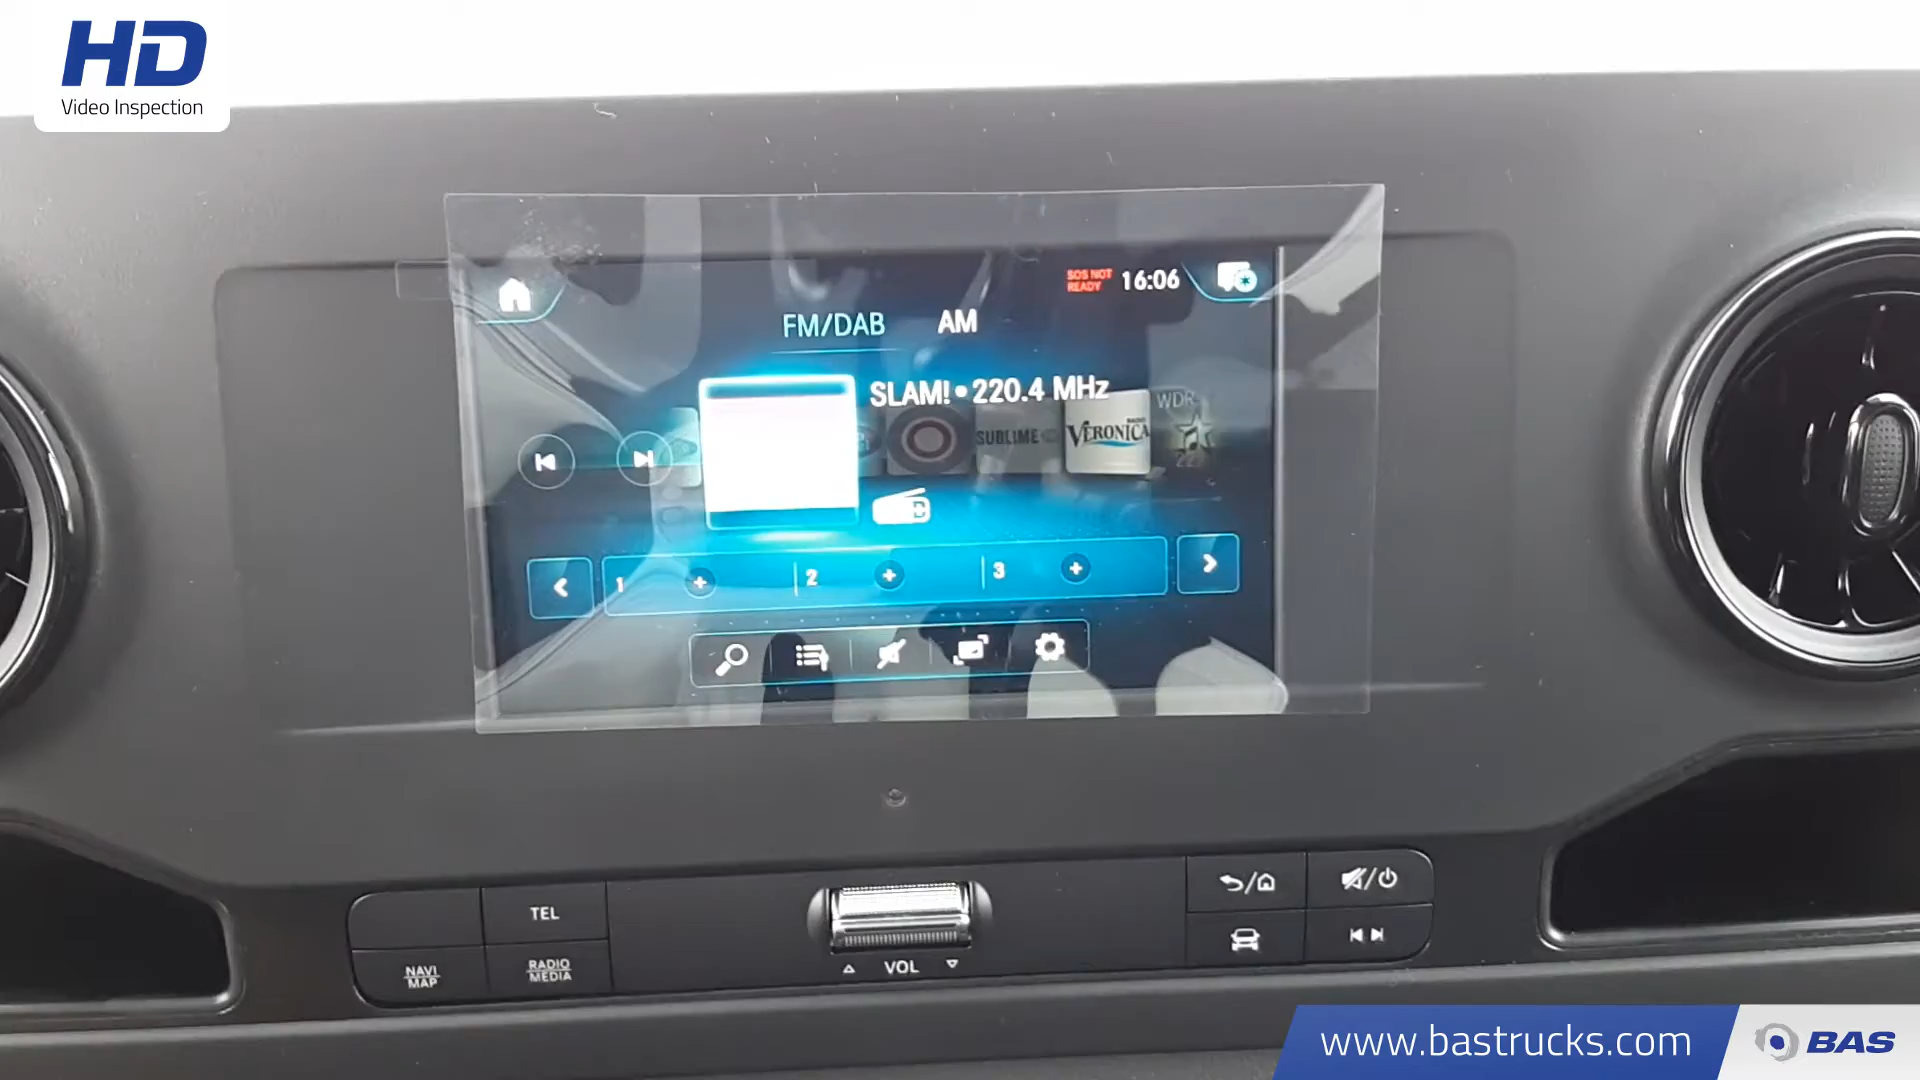 HD
Video Inspection
SOS NOT
READY
16:06
FM/DAB
AM
SLAM! • 220.4 MHz
SUBLIME
RADIO
VERONICA
WDR
1 + 2 + 3 +
TEL
NAVI
MAP
RADIO
MEDIA
VOL
www.bastrucks.com
BAS